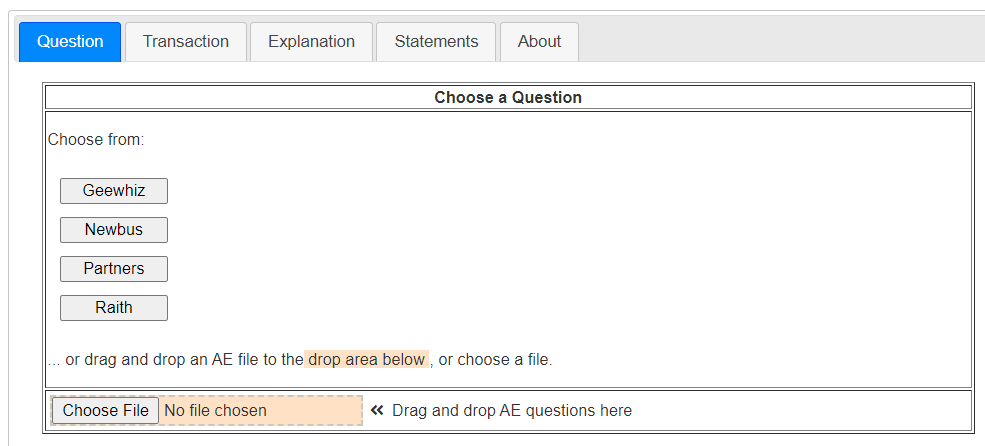 Question Transaction Explanation Statements About
Choose a Question
Choose from:
Geewhiz
Newbus
Partners
Raith
... or drag and drop an AE file to the drop area below , or choose a file.
Choose File No file chosen « Drag and drop AE questions here